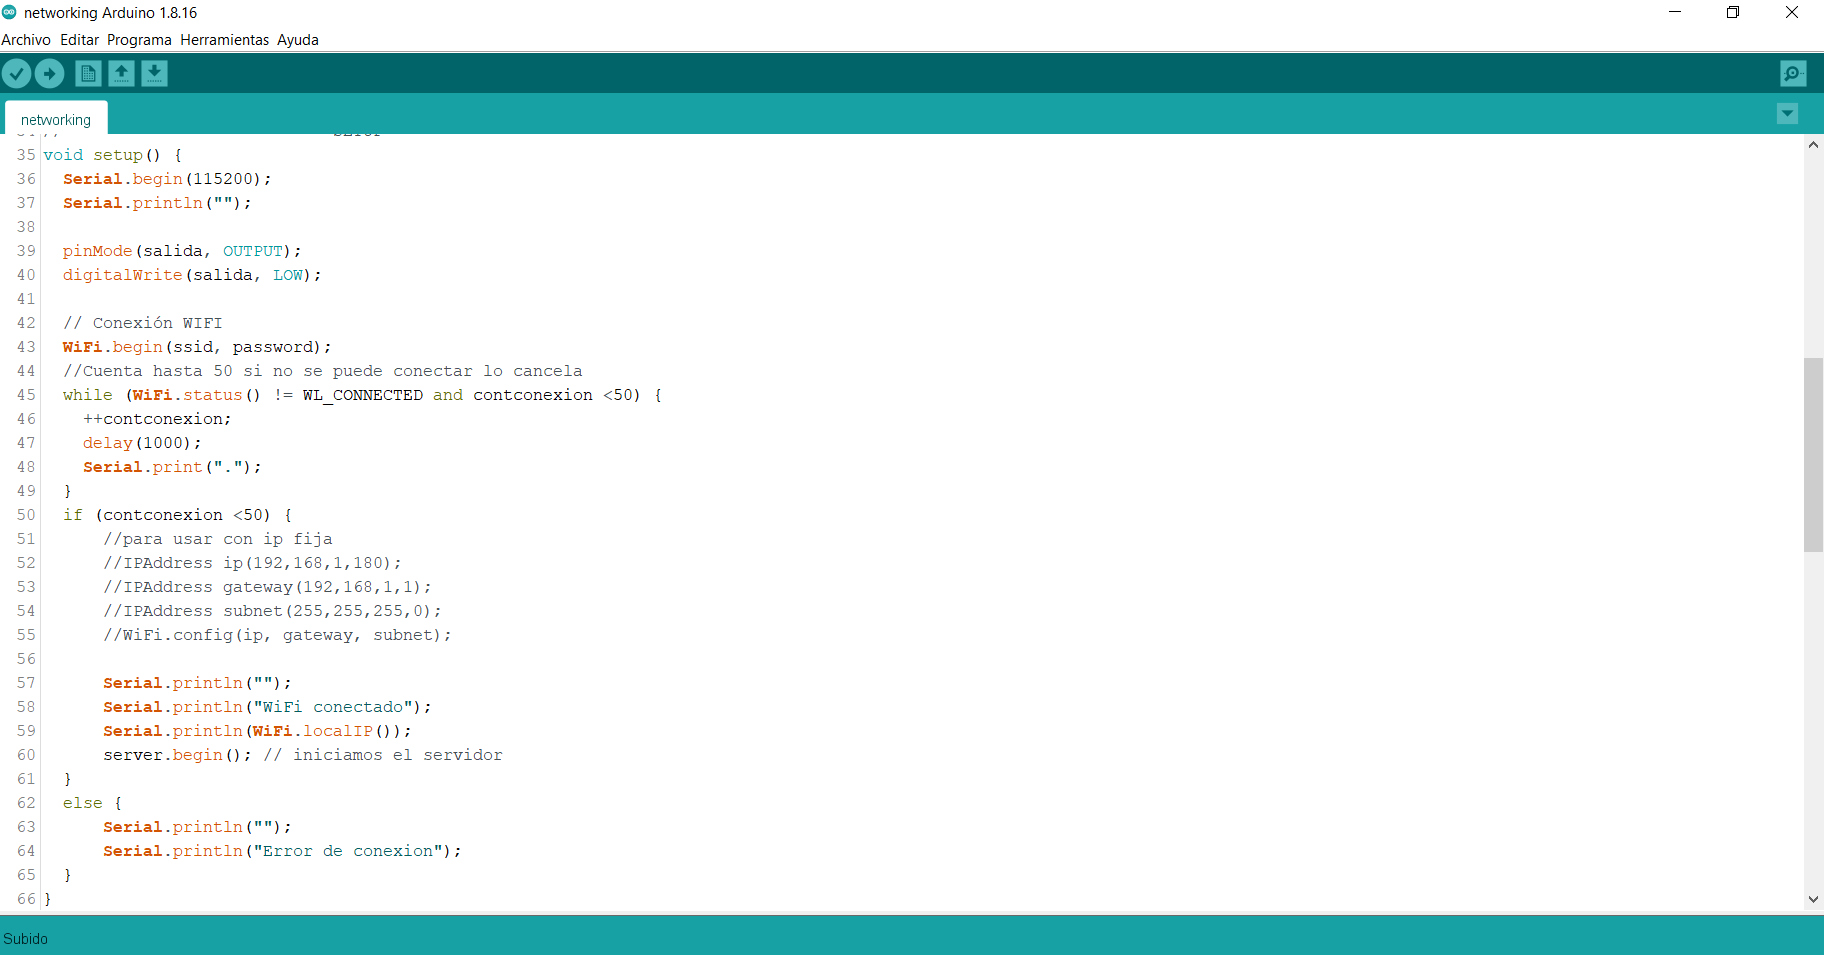 networking Arduino 1.8.16
Archivo Editar Programa Herramientas Ayuda
networking
35 void setup() {
36 Serial.begin(115200);
37 Serial.println("");
38
39 pinMode(salida, OUTPUT);
40 digitalWrite(salida, LOW);
41
42 // Conexión WIFI
43 WiFi.begin(ssid, password);
44 //Cuenta hasta 50 si no se puede conectar lo cancela
45 while (WiFi.status() != WL_CONNECTED and contconexion <50) {
46 ++contconexion;
47 delay(1000);
48 Serial.print(".");
49 }
50 if (contconexion <50) {
51 //para usar con ip fija
52 //IPAddress ip(192,168,1,180);
53 //IPAddress gateway(192,168,1,1);
54 //IPAddress subnet(255,255,255,0);
55 //WiFi.config(ip, gateway, subnet);
56
57 Serial.println("");
58 Serial.println("WiFi conectado");
59 Serial.println(WiFi.localIP());
60 server.begin(); // iniciamos el servidor
61 }
62 else {
63 Serial.println("");
64 Serial.println("Error de conexion");
65 }
66 }
Subido